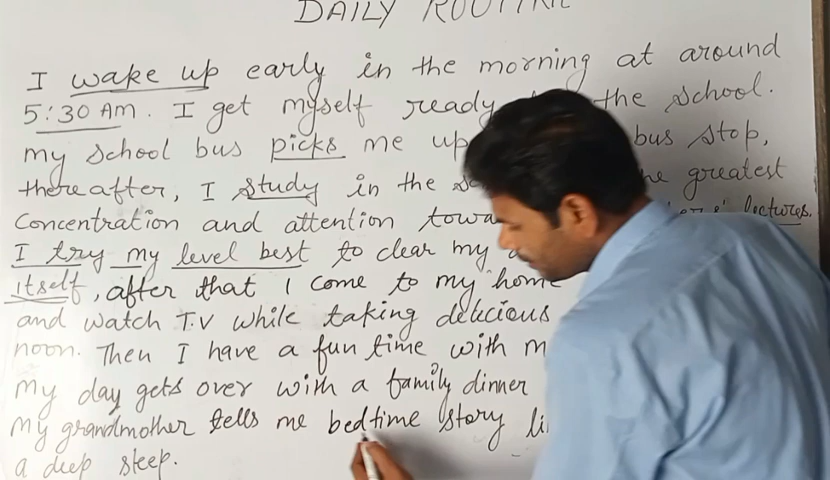 DAILY ROUTINE
I wake up early in the morning at around
5:30 Am. I get myself ready the school.
my school bus picks me up bus stop,
thereafter, I study in the greatest
Concentration and attention lectures.
I try my level best to clear my
itself, after that I come to my home
and watch T.V while taking delicious
noon. Then I have a fun time with
my day gets over with a family dinner
My grandmother tells me bedtime story
a deep sleep.